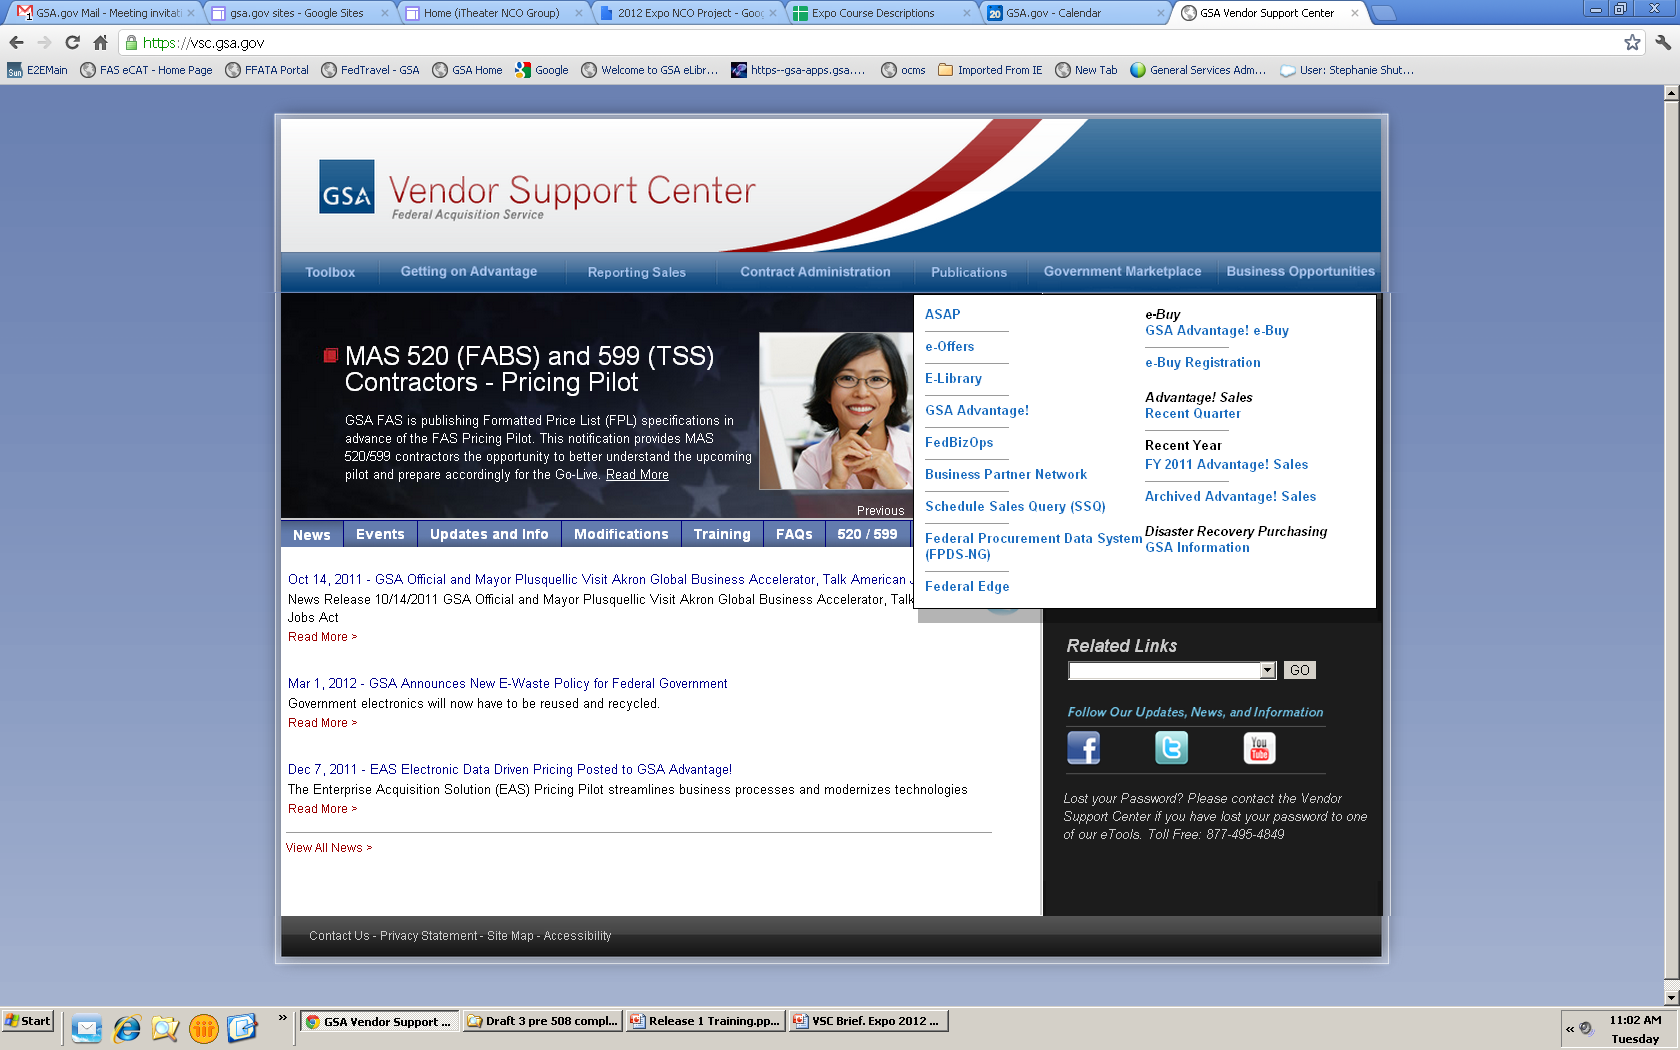 GSA.gov Mail - Meeting invitati
gsa.gov sites - Google Sites
Home (iTheater NCO Group)
2012 Expo NCO Project - Goog
Expo Course Descriptions
20
GSA.gov - Calendar
GSA Vendor Support Center
https://vsc.gsa.gov
E2EMain
FAS eCAT - Home Page
FFATA Portal
FedTravel - GSA
GSA Home
Google
Welcome to GSA eLibr...
https--gsa-apps.gsa....
ocms
Imported From IE
New Tab
General Services Adm...
User: Stephanie Shut...
GSA
Vendor Support Center
Federal Acquisition Service
Toolbox
Getting on Advantage
Reporting Sales
Contract Administration
Publications
Government Marketplace
Business Opportunities
MAS 520 (FABS) and 599 (TSS)
Contractors - Pricing Pilot
GSA FAS is publishing Formatted Price List (FPL) specifications in
advance of the FAS Pricing Pilot. This notification provides MAS
520/599 contractors the opportunity to better understand the upcoming
pilot and prepare accordingly for the Go-Live. Read More
Previous
ASAP
e-Offers
E-Library
GSA Advantage!
FedBizOps
Business Partner Network
Schedule Sales Query (SSQ)
Federal Procurement Data System
(FPDS-NG)
Federal Edge
e-Buy
GSA Advantage! e-Buy
e-Buy Registration
Advantage! Sales
Recent Quarter
Recent Year
FY 2011 Advantage! Sales
Archived Advantage! Sales
Disaster Recovery Purchasing
GSA Information
News
Events
Updates and Info
Modifications
Training
FAQs
520 / 599
Oct 14, 2011 - GSA Official and Mayor Plusquellic Visit Akron Global Business Accelerator, Talk American J
News Release 10/14/2011 GSA Official and Mayor Plusquellic Visit Akron Global Business Accelerator, Talk
Jobs Act
Read More >
Mar 1, 2012 - GSA Announces New E-Waste Policy for Federal Government
Government electronics will now have to be reused and recycled.
Read More >
Dec 7, 2011 - EAS Electronic Data Driven Pricing Posted to GSA Advantage!
The Enterprise Acquisition Solution (EAS) Pricing Pilot streamlines business processes and modernizes technologies
Read More >
View All News >
Related Links
GO
Follow Our Updates, News, and Information
You
Tube
Lost your Password? Please contact the Vendor
Support Center if you have lost your password to one
of our eTools. Toll Free: 877-495-4849
Contact Us - Privacy Statement - Site Map - Accessibility
Start
GSA Vendor Support ...
Draft 3 pre 508 compl...
Release 1 Training.pp...
VSC Brief. Expo 2012 ...
11:02 AM
Tuesday